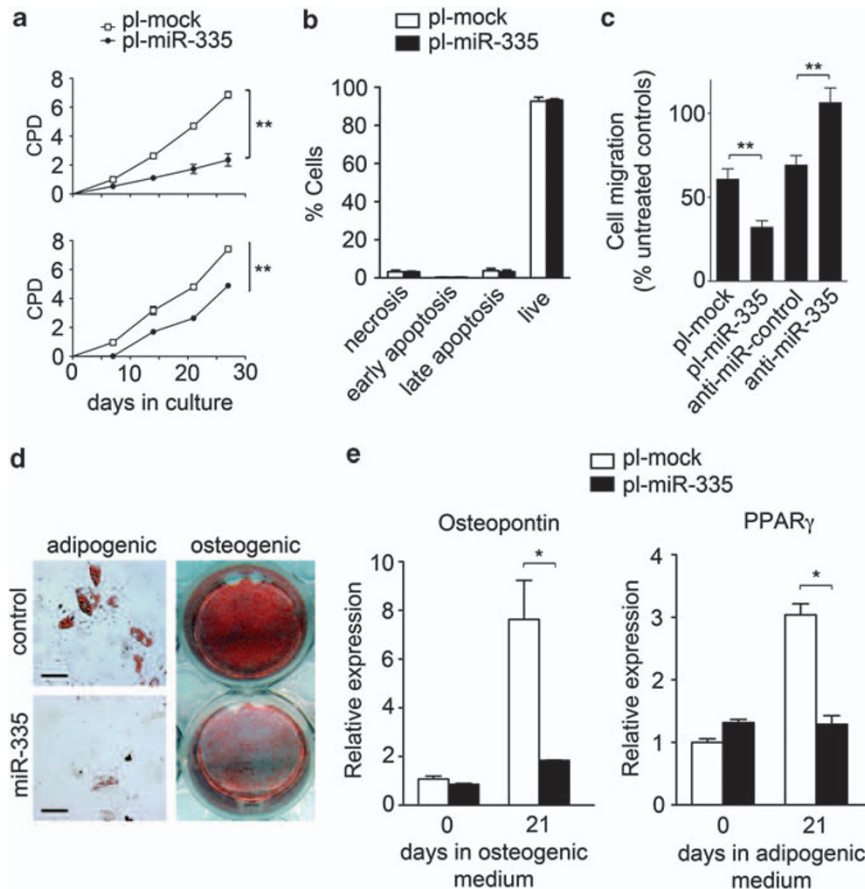 a
pl-mock
pl-miR-335
8
6
4
2
0
CPD
**
8
6
4
2
0
CPD
**
0 10 20 30
days in culture
b
pl-mock
pl-miR-335
100
80
60
40
20
0
% Cells
necrosis
early apoptosis
late apoptosis
live
c
**
**
100
50
0
Cell migration
(% untreated controls)
pl-mock
pl-miR-335
anti-miR-control
anti-miR-335
d
adipogenic osteogenic
control
miR-335
e
pl-mock
pl-miR-335
Osteopontin
10
8
6
4
2
0
Relative expression
*
0 21
days in osteogenic
medium
PPARγ
4
3
2
1
0
Relative expression
*
0 21
days in adipogenic
medium